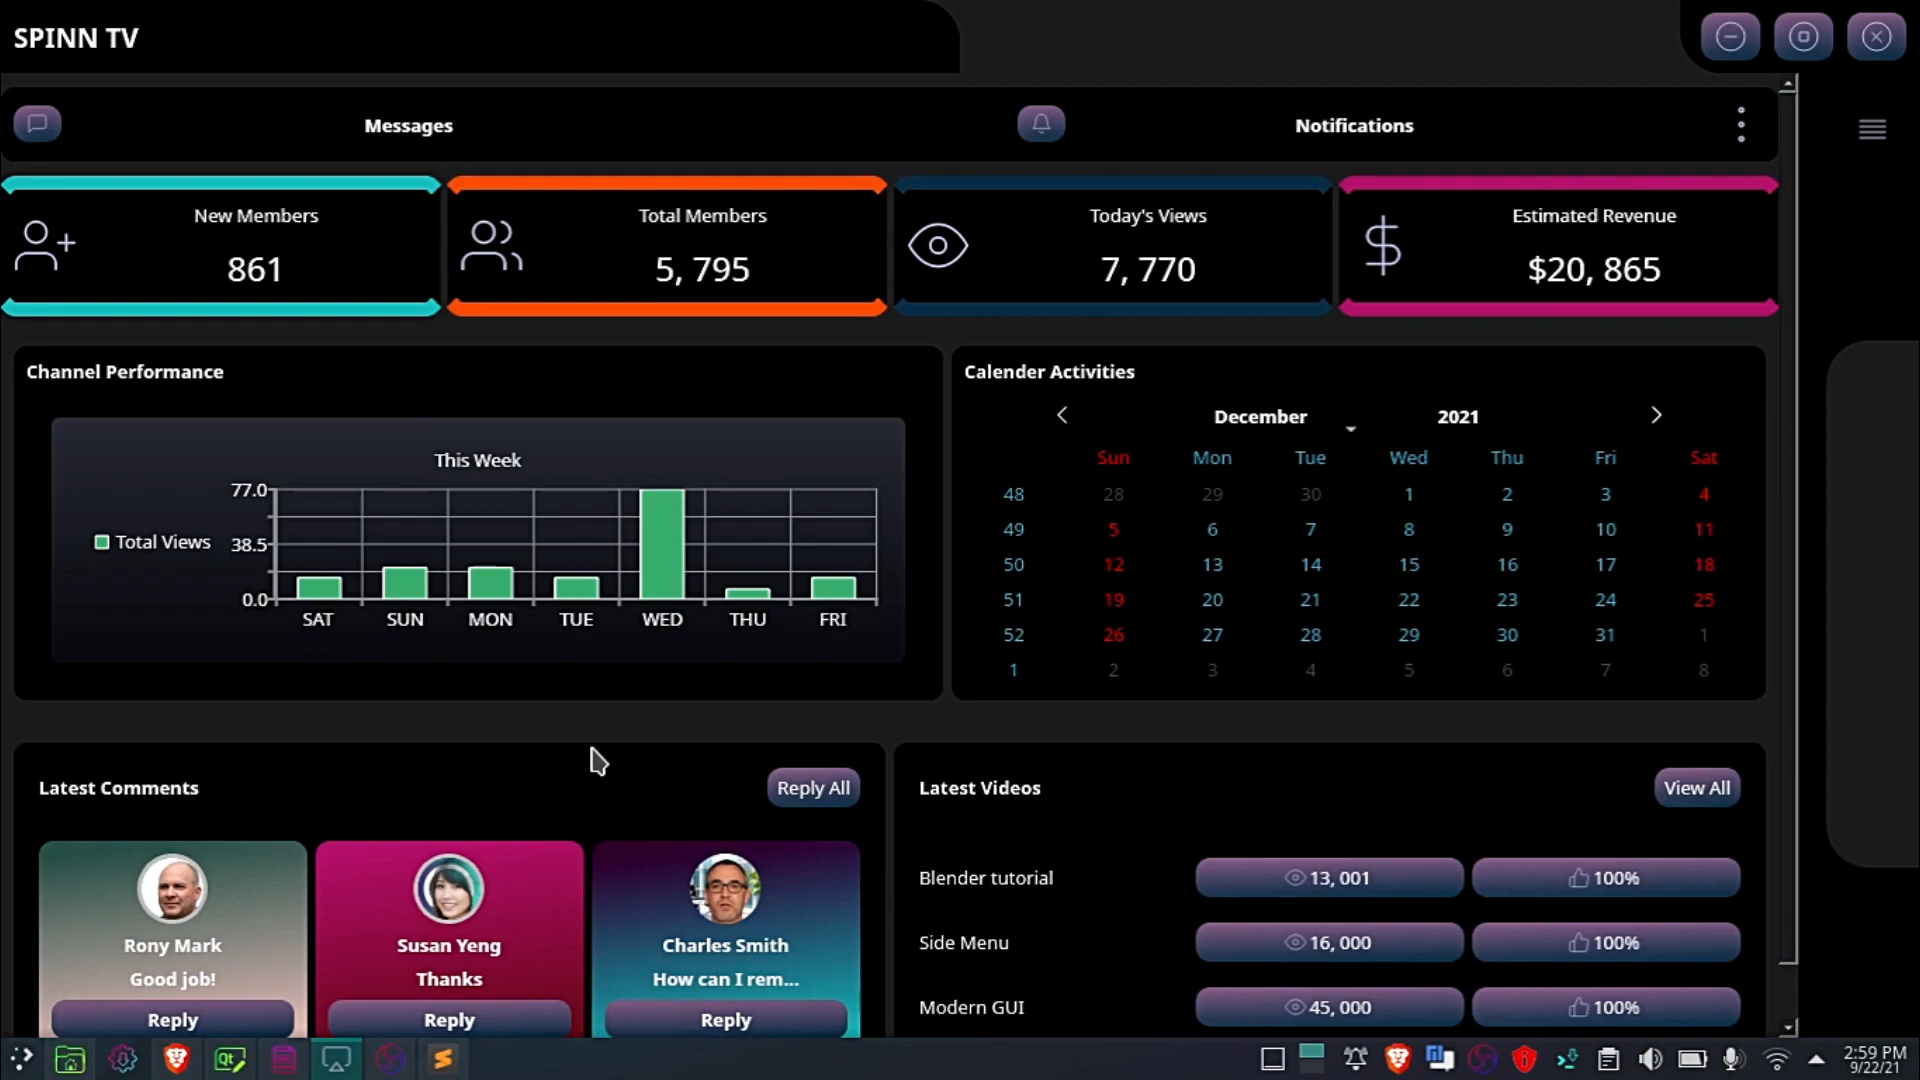 SPINN TV
Messages
Notifications
New Members
861
Total Members
5, 795
Today's Views
7, 770
Estimated Revenue
$20, 865
Channel Performance
This Week
77.0
38.5
0.0
Total Views
SAT SUN MON TUE WED THU FRI
Calender Activities
December 2021
Sun Mon Tue Wed Thu Fri Sat
48 28 29 30 1 2 3 4
49 5 6 7 8 9 10 11
50 12 13 14 15 16 17 18
51 19 20 21 22 23 24 25
52 26 27 28 29 30 31 1
1 2 3 4 5 6 7 8
Latest Comments
Reply All
Rony Mark
Good job!
Reply
Susan Yeng
Thanks
Reply
Charles Smith
How can I rem...
Reply
Latest Videos
View All
Blender tutorial 13, 001 100%
Side Menu 16, 000 100%
Modern GUI 45, 000 100%
Qt
2:59 PM
9/22/21